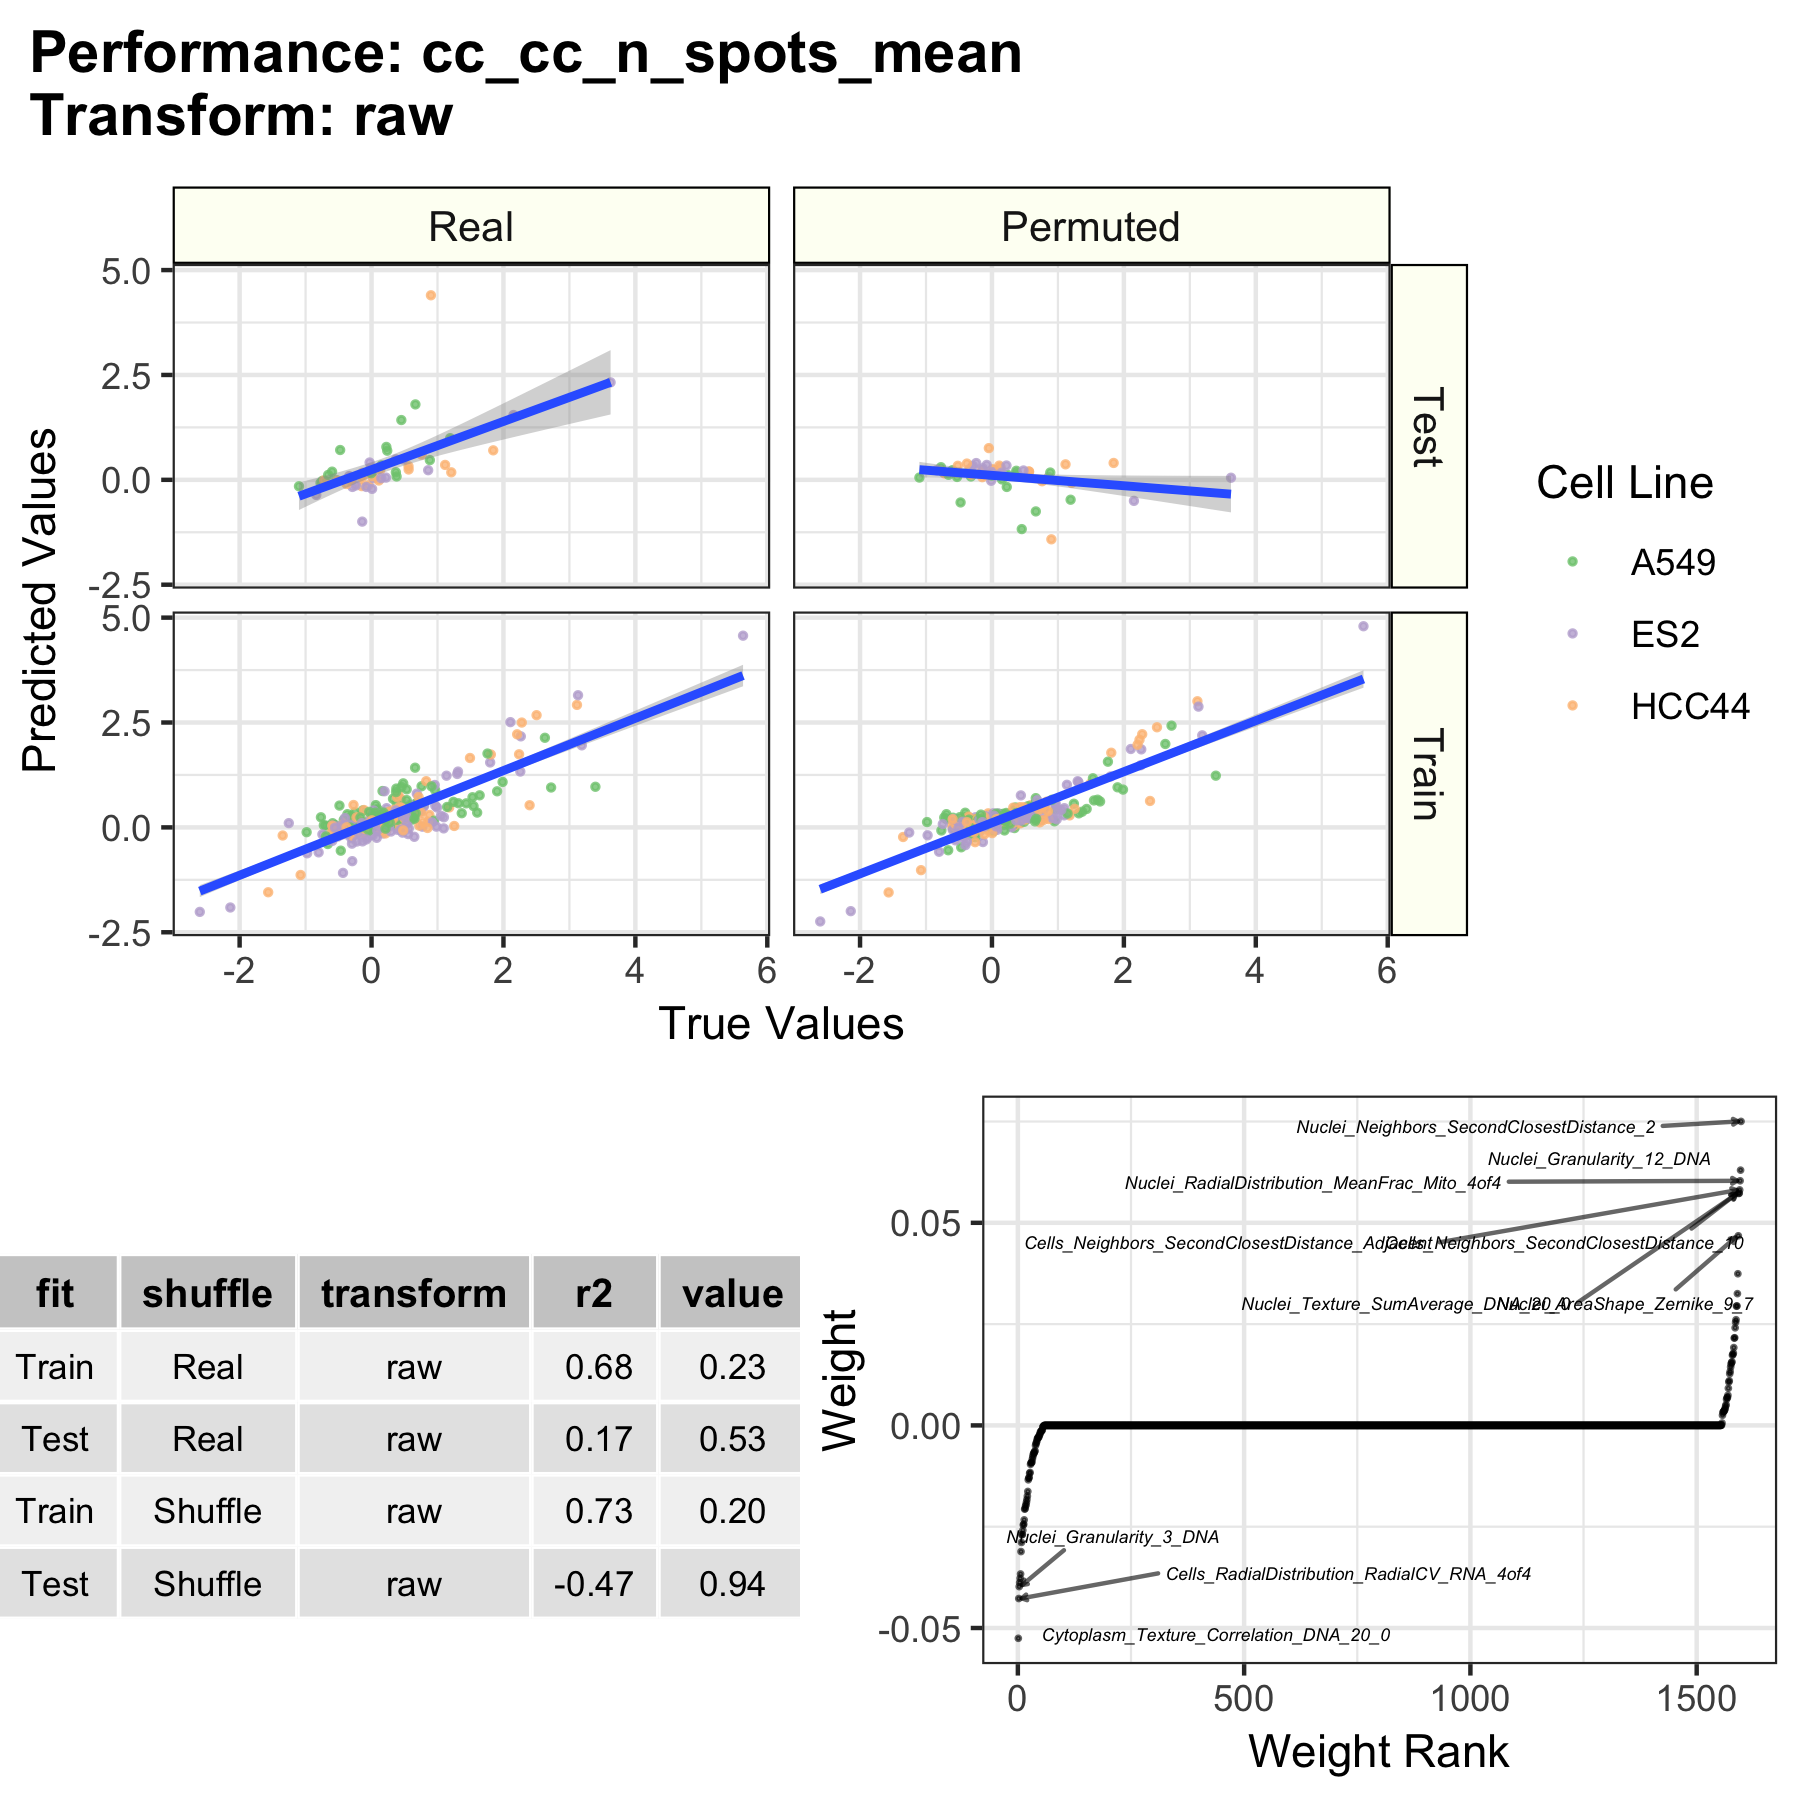 Performance: cc_cc_n_spots_mean
Transform: raw
Real
Permuted
5.0
2.5
0.0
-2.5
Test
5.0
2.5
0.0
-2.5
Train
-2 0 2 4 6
-2 0 2 4 6
Predicted Values
True Values
Cell Line
A549
ES2
HCC44
fit shuffle transform r2 value
Train Real raw 0.68 0.23
Test Real raw 0.17 0.53
Train Shuffle raw 0.73 0.20
Test Shuffle raw -0.47 0.94
Weight
0.05
0.00
-0.05
Nuclei_Neighbors_SecondClosestDistance_2
Nuclei_Granularity_12_DNA
Nuclei_RadialDistribution_MeanFrac_Mito_4of4
Cells_Neighbors_SecondClosestDistance_Adjacent
Cells_Neighbors_SecondClosestDistance_10
Nuclei_Texture_SumAverage_DNA_20_0
Nuclei_AreaShape_Zernike_9_7
Nuclei_Granularity_3_DNA
Cells_RadialDistribution_RadialCV_RNA_4of4
Cytoplasm_Texture_Correlation_DNA_20_0
0 500 1000 1500
Weight Rank